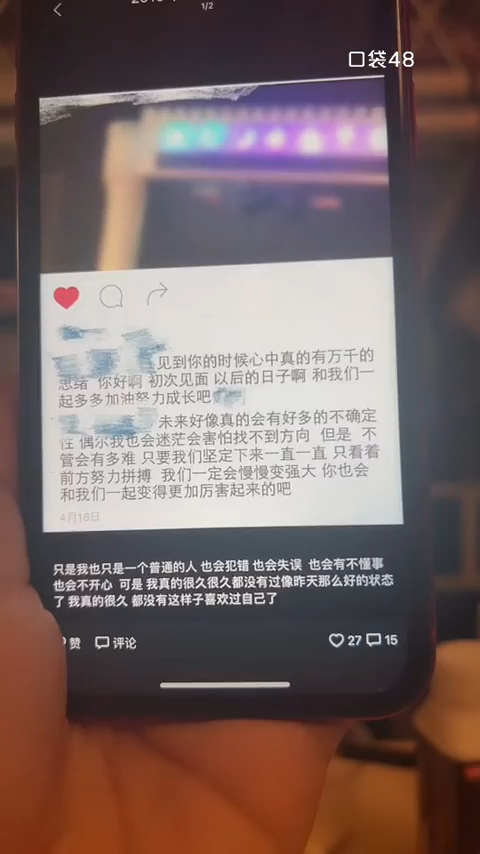 1/2
口袋48
见到你的时候心中真的有万千的
思绪 你好啊 初次见面 以后的日子啊 和我们一
起多多加油努力成长吧
未来好像真的会有好多的不确定
性 偶尔我也会迷茫会害怕找不到方向 但是 不
管会有多难 只要我们坚定下来一直一直 只看着
前方努力拼搏 我们一定会慢慢变强大 你也会
和我们一起变得更加厉害起来的吧
4月16日
只是我也只是一个普通的人 也会犯错 也会失误 也会有不懂事
也会不开心 可是 我真的很久很久都没有过像昨天那么好的状态
了 我真的很久 都没有这样子喜欢过自己了
赞 评论 27 15